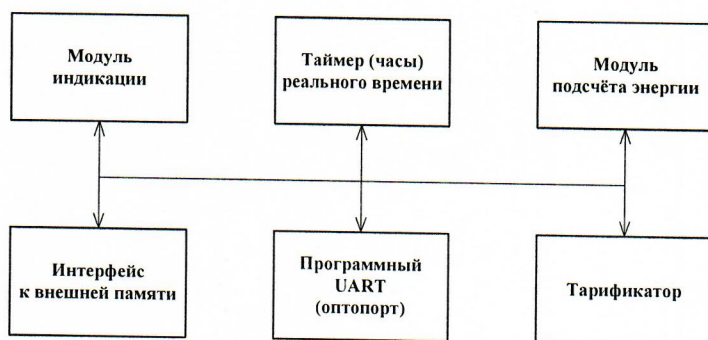 Модуль
индикации
Таймер (часы)
реального времени
Модуль
подсчёта энергии
Интерфейс
к внешней памяти
Программный
UART
(оптопорт)
Тарификатор